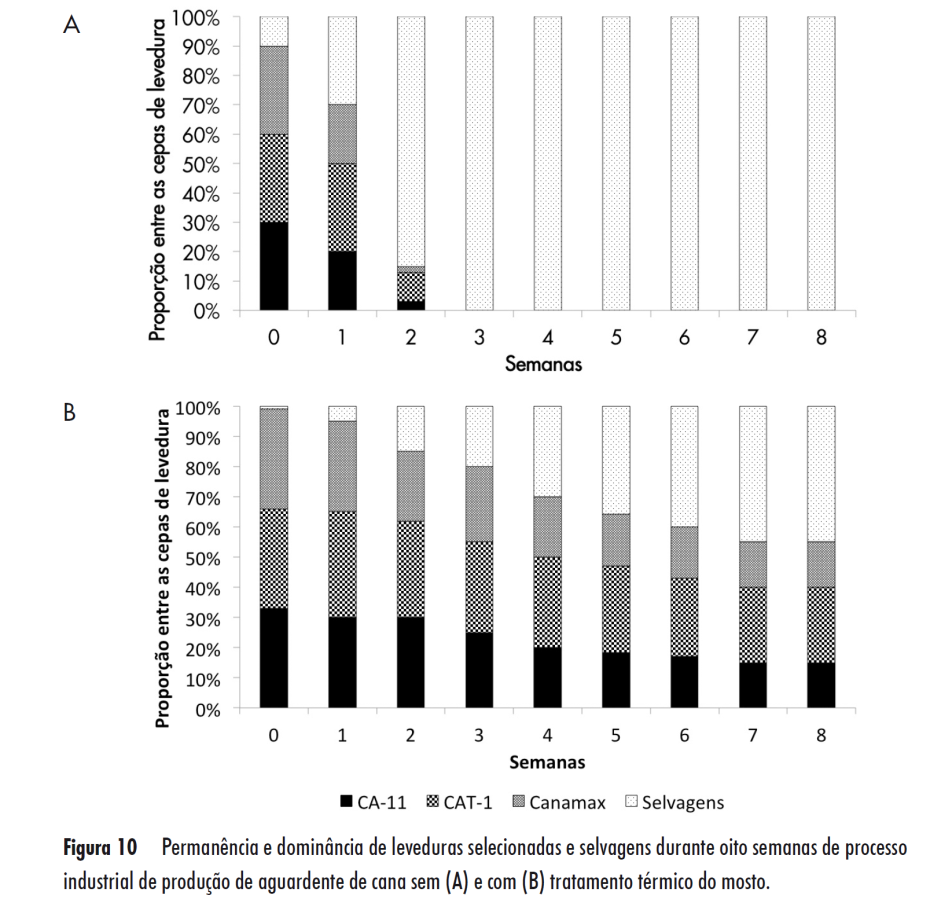 A
Proporção entre as cepas de levedura
100%
90%
80%
70%
60%
50%
40%
30%
20%
10%
0%
0 1 2 3 4 5 6 7 8
Semanas
B
Proporção entre as cepas de levedura
100%
90%
80%
70%
60%
50%
40%
30%
20%
10%
0%
0 1 2 3 4 5 6 7 8
Semanas
CA-11 CAT-1 Canamax Selvagens
Figura 10 Permanência e dominância de leveduras selecionadas e selvagens durante oito semanas de processo
industrial de produção de aguardente de cana sem (A) e com (B) tratamento térmico do mosto.